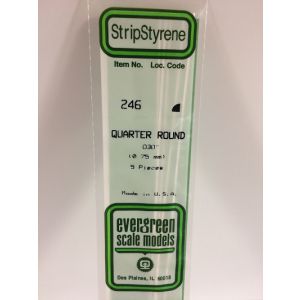 StripStyrene
Item No. Loc. Code
246
QUARTER ROUND
.030"
(0.75 mm)
5 Pieces
Made in U.S.A.
evergreen
scale models
Des Plaines, IL 60018